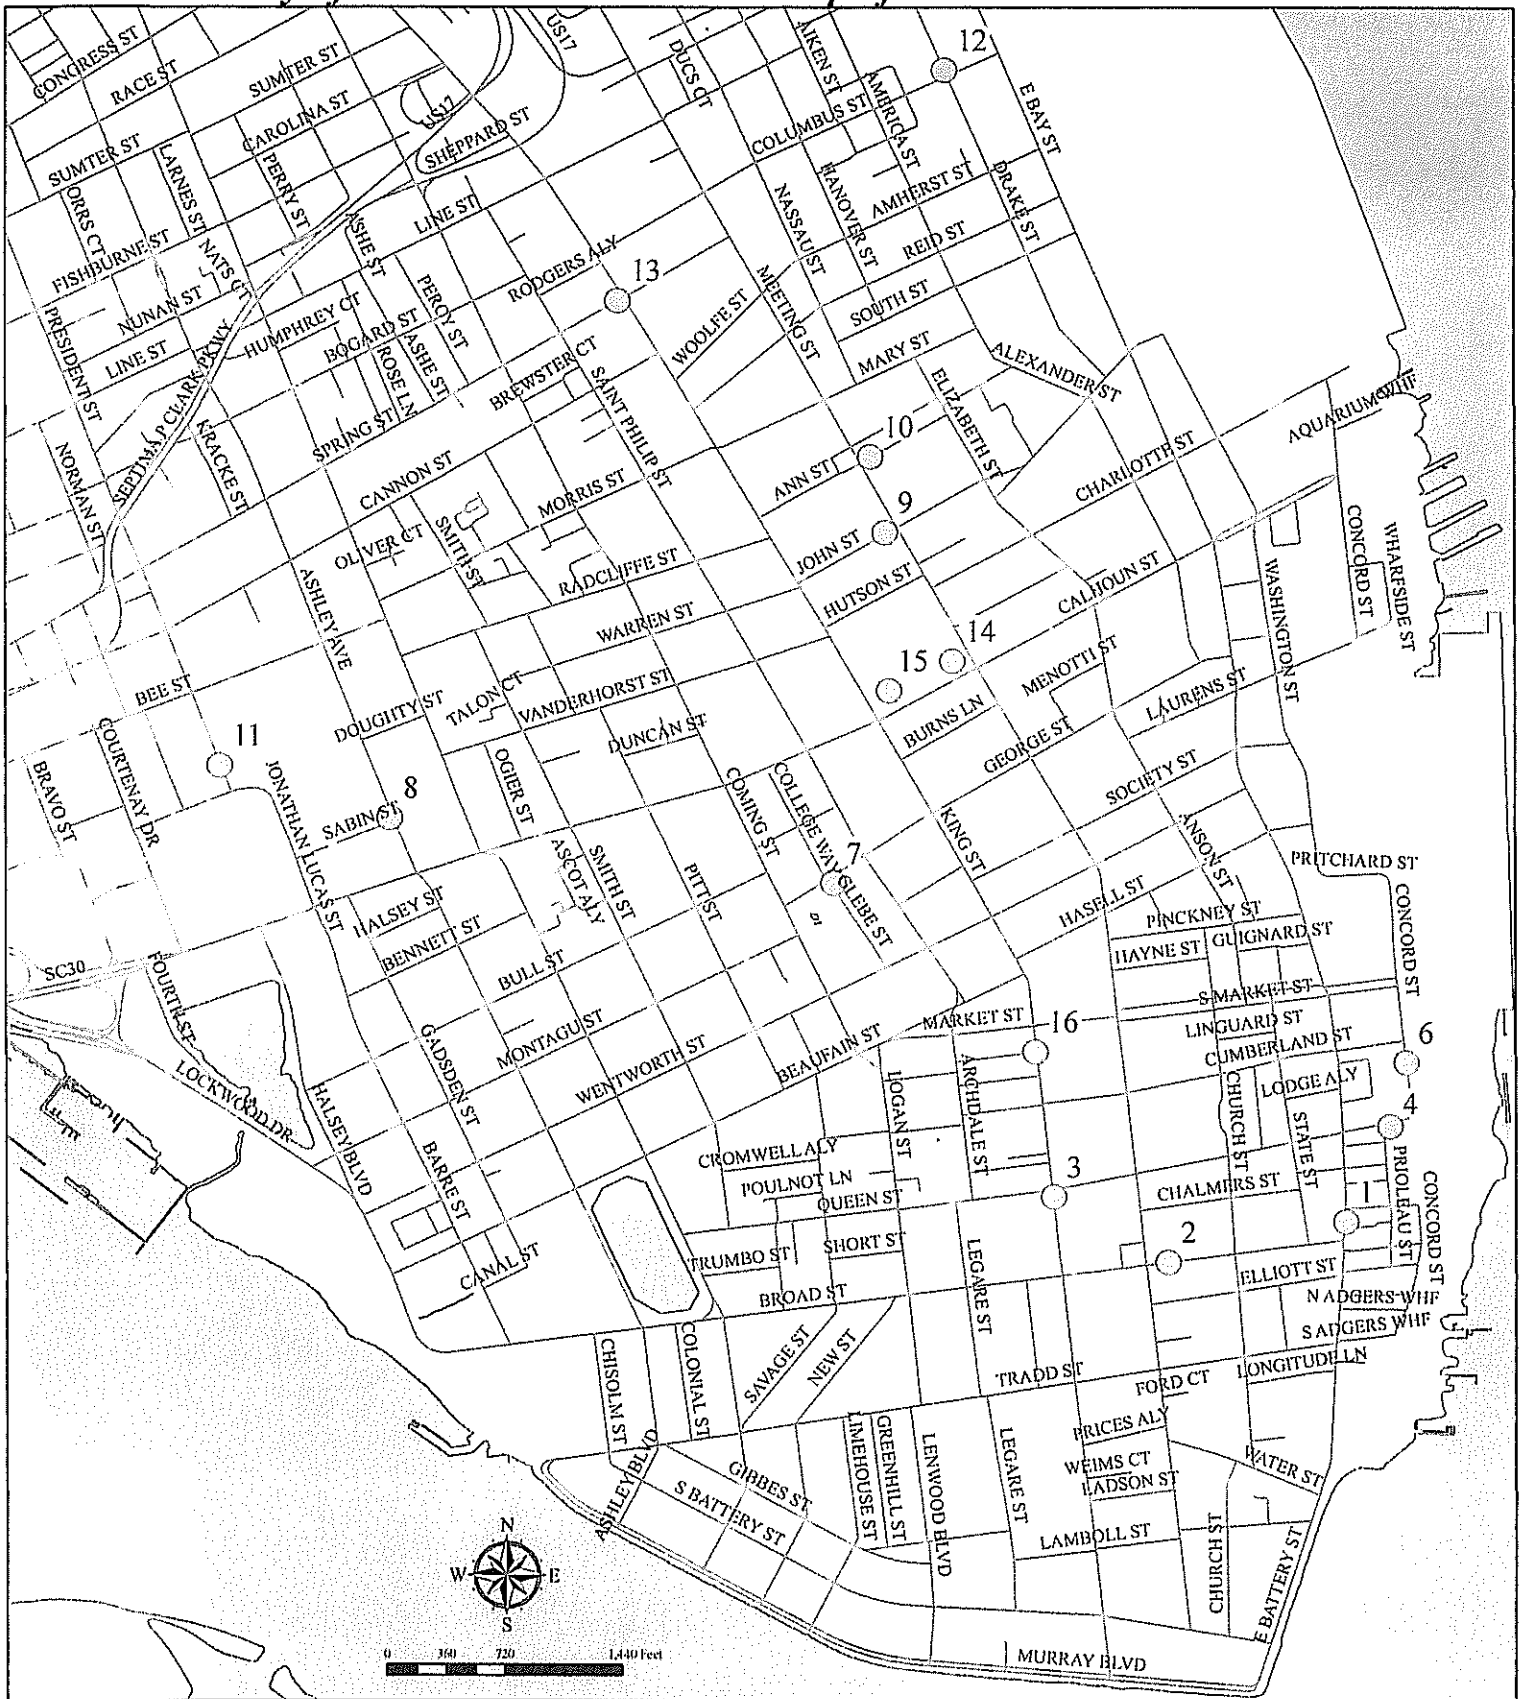 US17
CONGRESS ST
RACE ST
SUMTER ST
DUCS CT
AIKEN ST
12
AMERICA ST
E BAY ST
CAROLINA ST
US17
SHEPPARD ST
COLUMBUS ST
SUMTER ST
LARNES ST
PERRY ST
ORRS CT
HANOVER ST
AMHERST ST
DRAKE ST
NASSAU ST
LINE ST
ASHE ST
FISHBURNE ST
NATS CT
REID ST
RODGERS ALY
13
PERCY ST
MEETING ST
NUNAN ST
HUMPHREY CT
SOUTH ST
PRESIDENT ST
BOGARD ST
WOOLFE ST
LINE ST
ASHE ST
ROSE LN
BREWSTER CT
MARY ST
ALEXANDER ST
SEPTIMA P CLARK PKWY
SAINT PHILIP ST
ELIZABETH ST
AQUARIUM WHF
KRACKE ST
SPRING ST
10
NORMAN ST
CANNON ST
ANN ST
CHARLOTTE ST
MORRIS ST
9
OLIVER CT
SMITH ST
JOHN ST
CONCORD ST
WHARFSIDE ST
RADCLIFFE ST
HUTSON ST
CALHOUN ST
WASHINGTON ST
ASHLEY AVE
WARREN ST
14
15
BEE ST
TALON CT
VANDERHORST ST
MENOTTI ST
DOUGHTY ST
DUNCAN ST
BURNS LN
LAURENS ST
11
COURTENAY DR
GEORGE ST
BRAVO ST
JONATHAN LUCAS ST
OGIER ST
COMING ST
COLLEGE WAY
SOCIETY ST
8
SABIN ST
KING ST
ANSON ST
ASCOT ALY
SMITH ST
7
PRITCHARD ST
PITT ST
GLEBE ST
HALSEY ST
HASELL ST
PINCKNEY ST
CONCORD ST
BENNETT ST
BULL ST
HAYNE ST
GUIGNARD ST
SC30
FOURTH ST
S MARKET ST
MARKET ST
16
LINGUARD ST
GADSDEN ST
MONTAGU ST
CUMBERLAND ST
6
WENTWORTH ST
BEAUFAIN ST
LOCKWOOD DR
LOGAN ST
ARCHDALE ST
CHURCH ST
LODGE ALY
4
HALSEY BLVD
STATE ST
BARRE ST
CROMWELL ALY
PRIOLEAU ST
POULNOT LN
3
CHALMERS ST
CONCORD ST
QUEEN ST
1
2
TRUMBO ST
SHORT ST
CANAL ST
LEGARE ST
ELLIOTT ST
BROAD ST
N ADGERS WHF
S ADGERS WHF
CHISOLM ST
COLONIAL ST
SAVAGE ST
NEW ST
LONGITUDE LN
TRADD ST
FORD CT
LIMEHOUSE ST
GREENHILL ST
PRICES ALY
LENWOOD BLVD
LEGARE ST
ASHLEY BLVD
GIBBES ST
WEIMS CT
WATER ST
LADSON ST
S BATTERY ST
LAMBOLL ST
N
W
E
S
CHURCH ST
E BATTERY ST
0 360 720 1,440 Feet
MURRAY BLVD